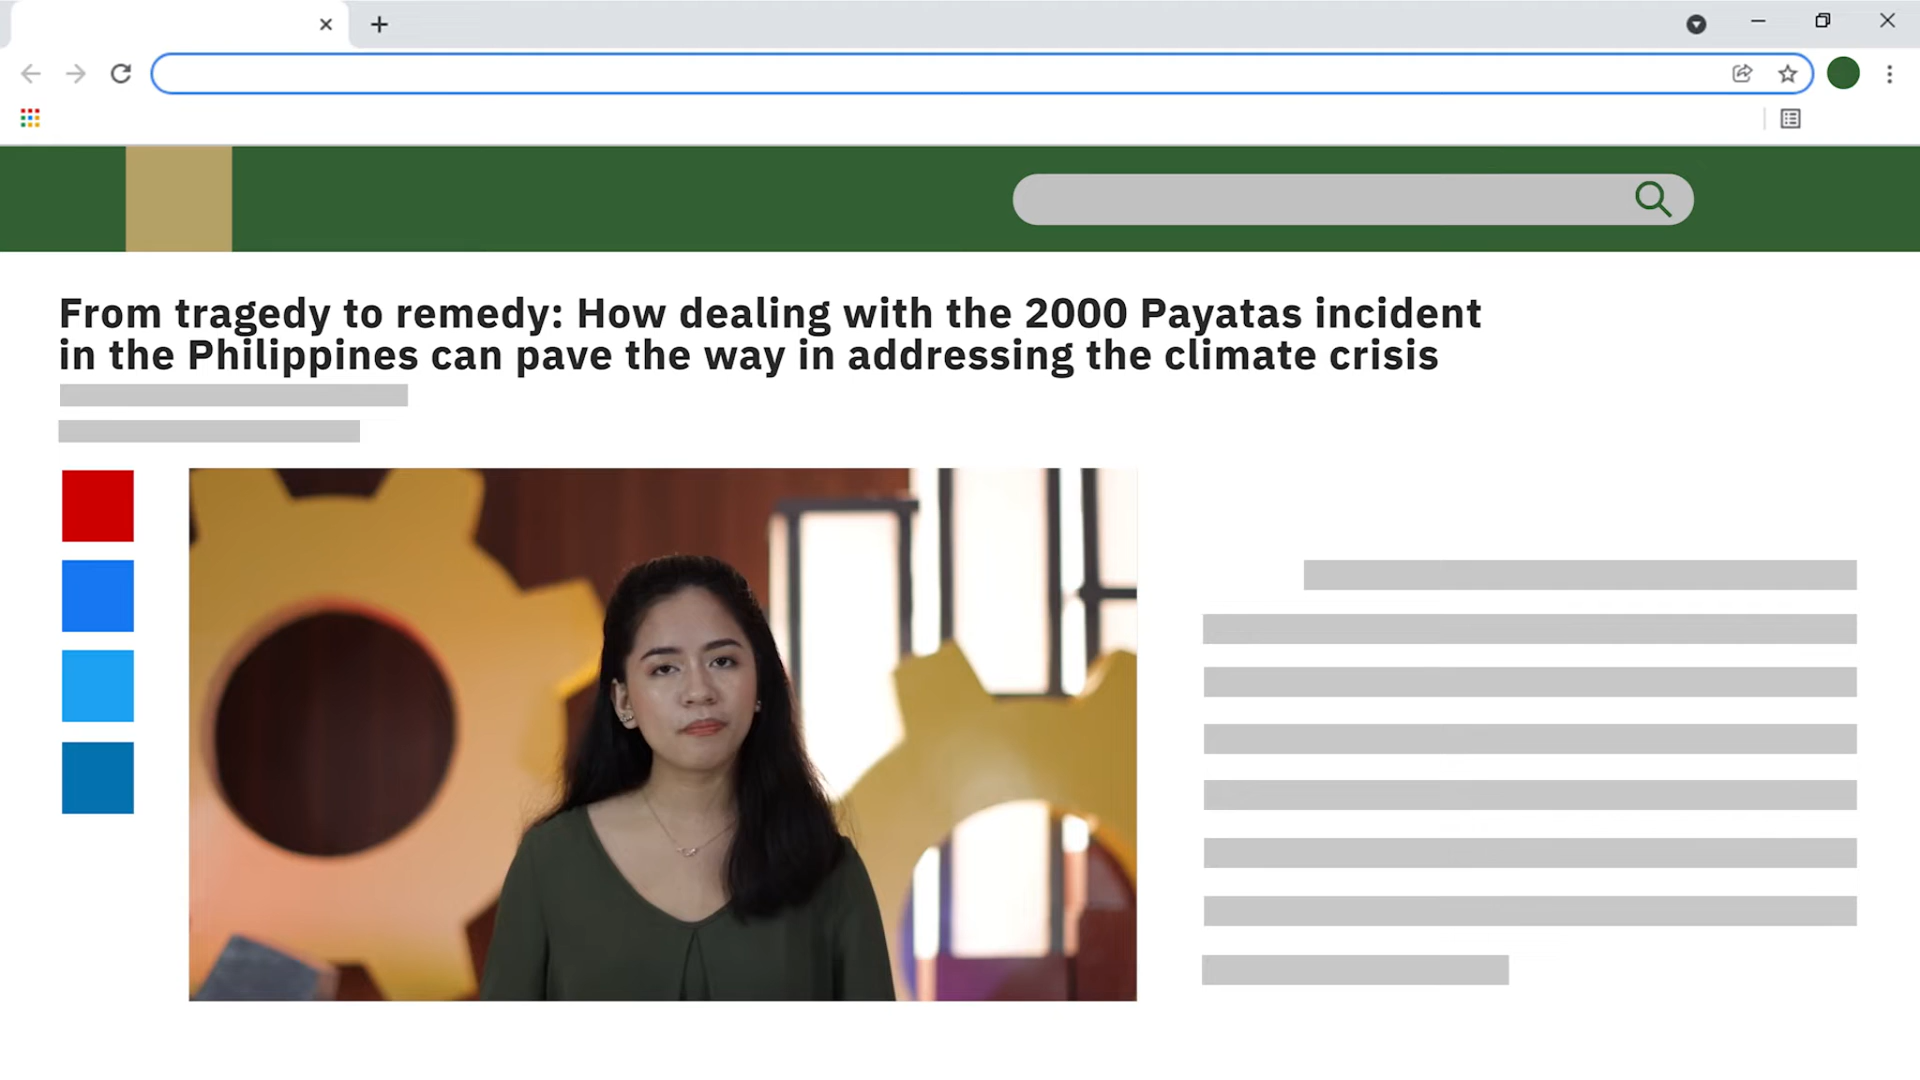 From tragedy to remedy: How dealing with the 2000 Payatas incident
in the Philippines can pave the way in addressing the climate crisis